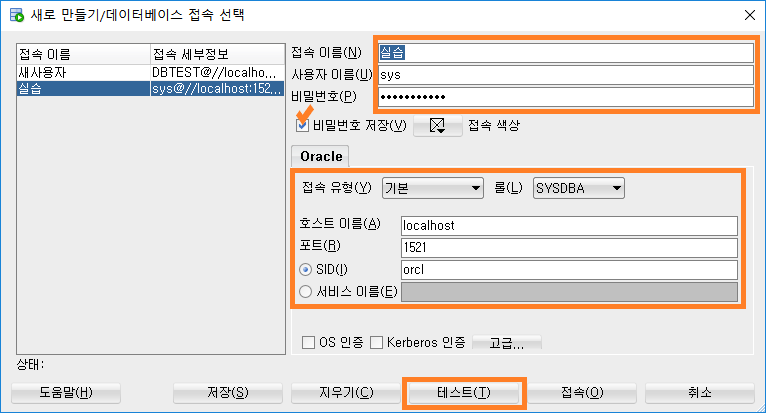 새로 만들기/데이터베이스 접속 선택
접속 이름 접속 세부정보
새사용자 DBTEST@//localho...
실습 sys@//localhost:152...
접속 이름(N) 실습
사용자 이름(U) sys
비밀번호(P) •••••••••••
비밀번호 저장(V) 접속 색상
Oracle
접속 유형(Y) 기본 롤(L) SYSDBA
호스트 이름(A) localhost
포트(R) 1521
SID(I) orcl
서비스 이름(E)
OS 인증 Kerberos 인증 고급...
상태:
도움말(H) 저장(S) 지우기(C) 테스트(T) 접속(O) 취소